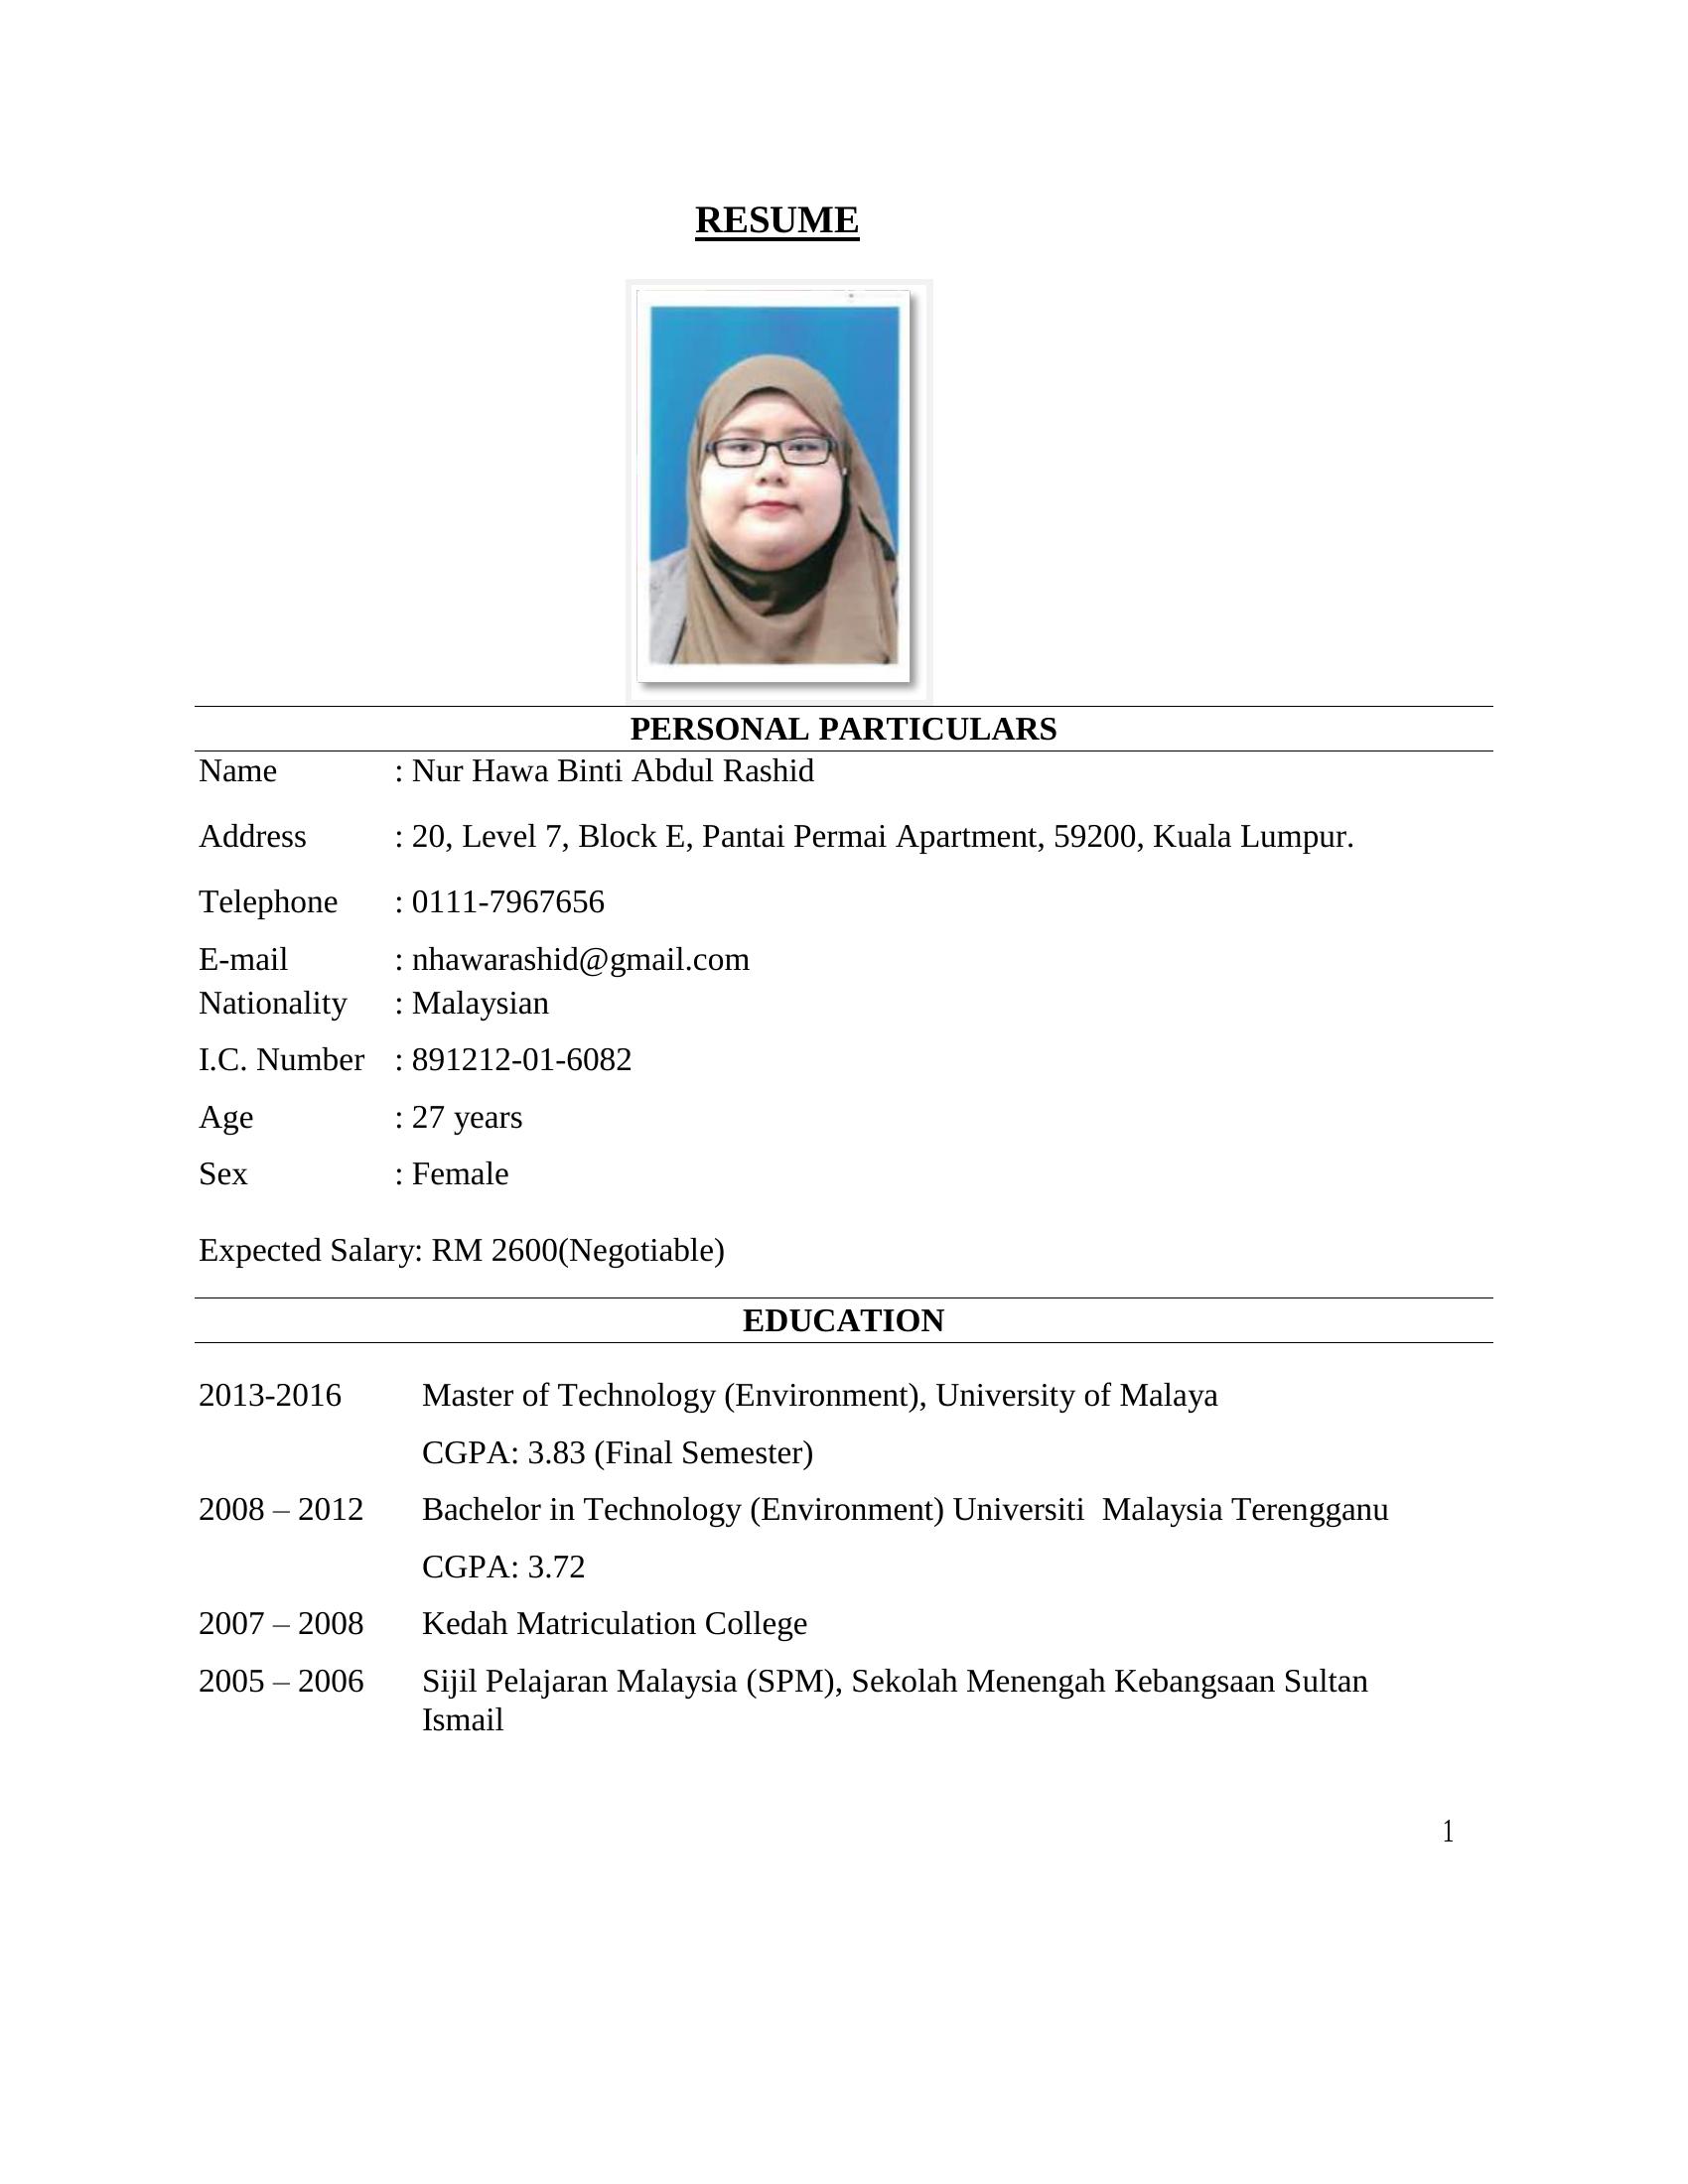 RESUME
PERSONAL PARTICULARS
Name : Nur Hawa Binti Abdul Rashid
Address : 20, Level 7, Block E, Pantai Permai Apartment, 59200, Kuala Lumpur.
Telephone : 0111-7967656
E-mail : nhawarashid@gmail.com
Nationality : Malaysian
I.C. Number : 891212-01-6082
Age : 27 years
Sex : Female
Expected Salary: RM 2600(Negotiable)
EDUCATION
2013-2016 Master of Technology (Environment), University of Malaya
CGPA: 3.83 (Final Semester)
2008 – 2012 Bachelor in Technology (Environment) Universiti  Malaysia Terengganu
CGPA: 3.72
2007 – 2008 Kedah Matriculation College
2005 – 2006 Sijil Pelajaran Malaysia (SPM), Sekolah Menengah Kebangsaan Sultan
Ismail
1